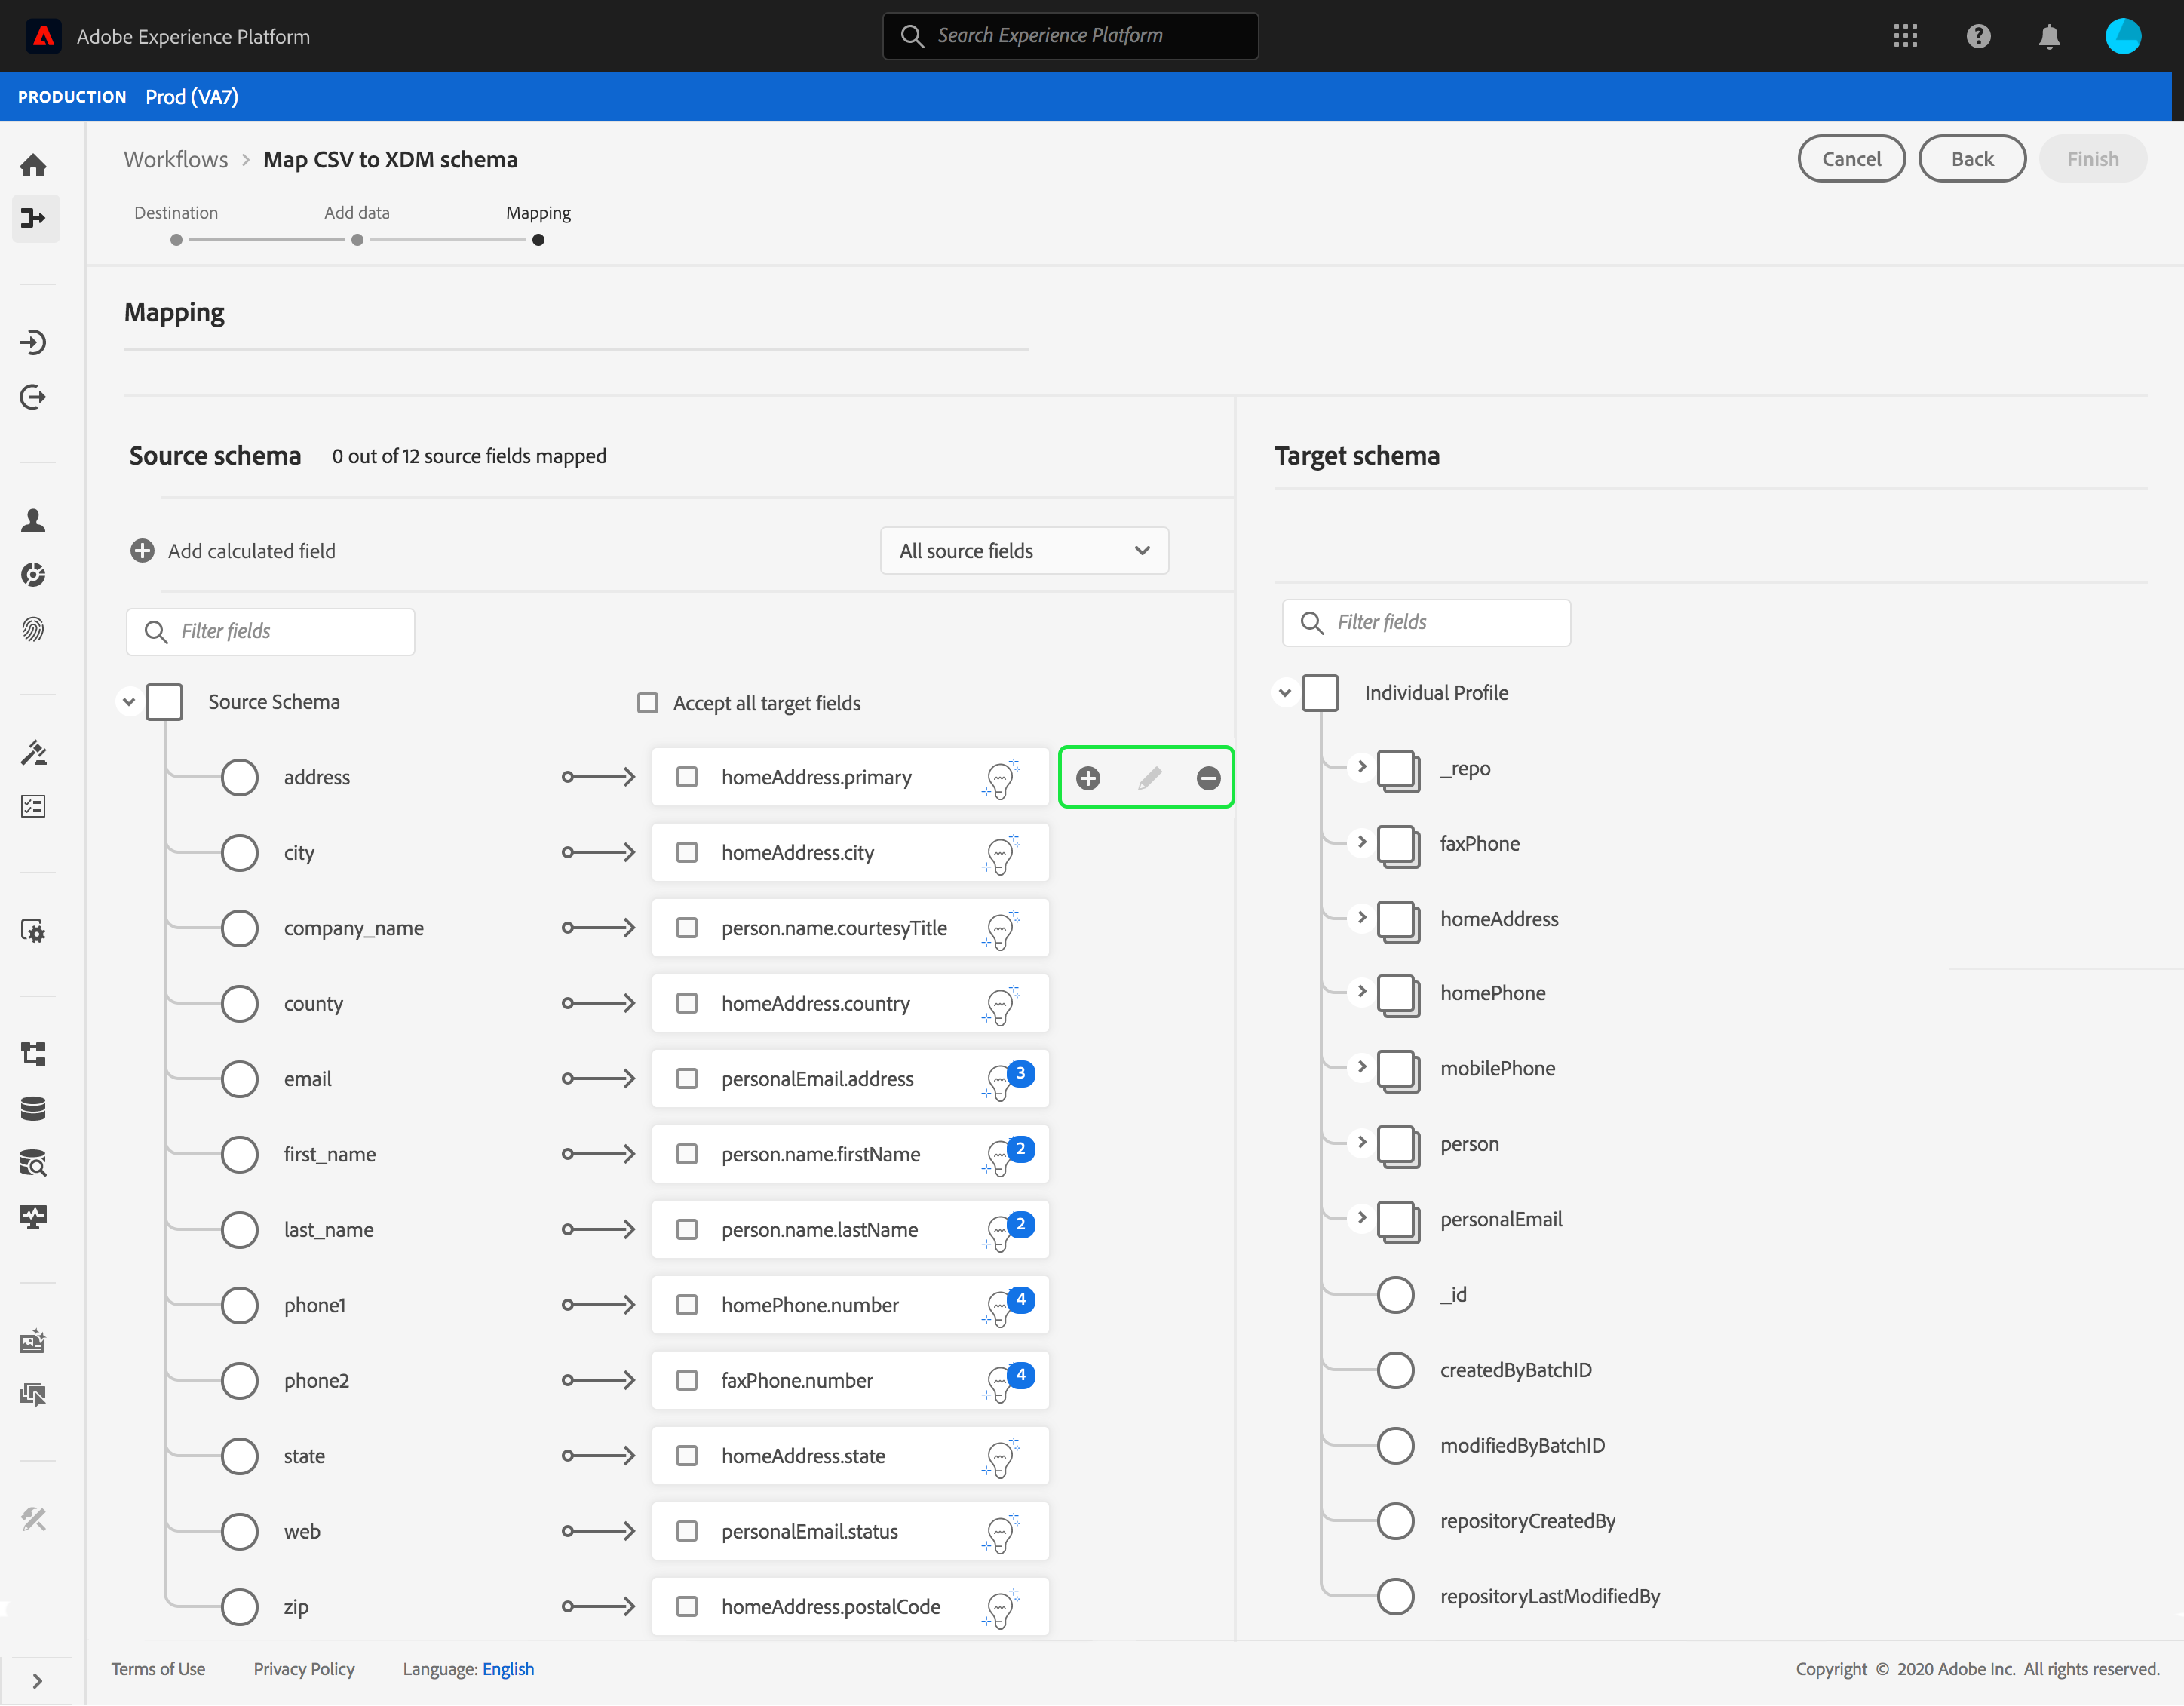 Adobe Experience Platform
Search Experience Platform
PRODUCTION Prod (VA7)
Workflows > Map CSV to XDM schema
Cancel
Back
Finish
Destination
Add data
Mapping
Mapping
Source schema 0 out of 12 source fields mapped
Add calculated field
All source fields
Filter fields
Source Schema
Accept all target fields
address homeAddress.primary
city homeAddress.city
company_name person.name.courtesyTitle
county homeAddress.country
email personalEmail.address 3
first_name person.name.firstName 2
last_name person.name.lastName 2
phone1 homePhone.number 4
phone2 faxPhone.number 4
state homeAddress.state
web personalEmail.status
zip homeAddress.postalCode
Target schema
Filter fields
Individual Profile
_repo
faxPhone
homeAddress
homePhone
mobilePhone
person
personalEmail
_id
createdByBatchID
modifiedByBatchID
repositoryCreatedBy
repositoryLastModifiedBy
Terms of Use Privacy Policy Language: English
Copyright © 2020 Adobe Inc. All rights reserved.